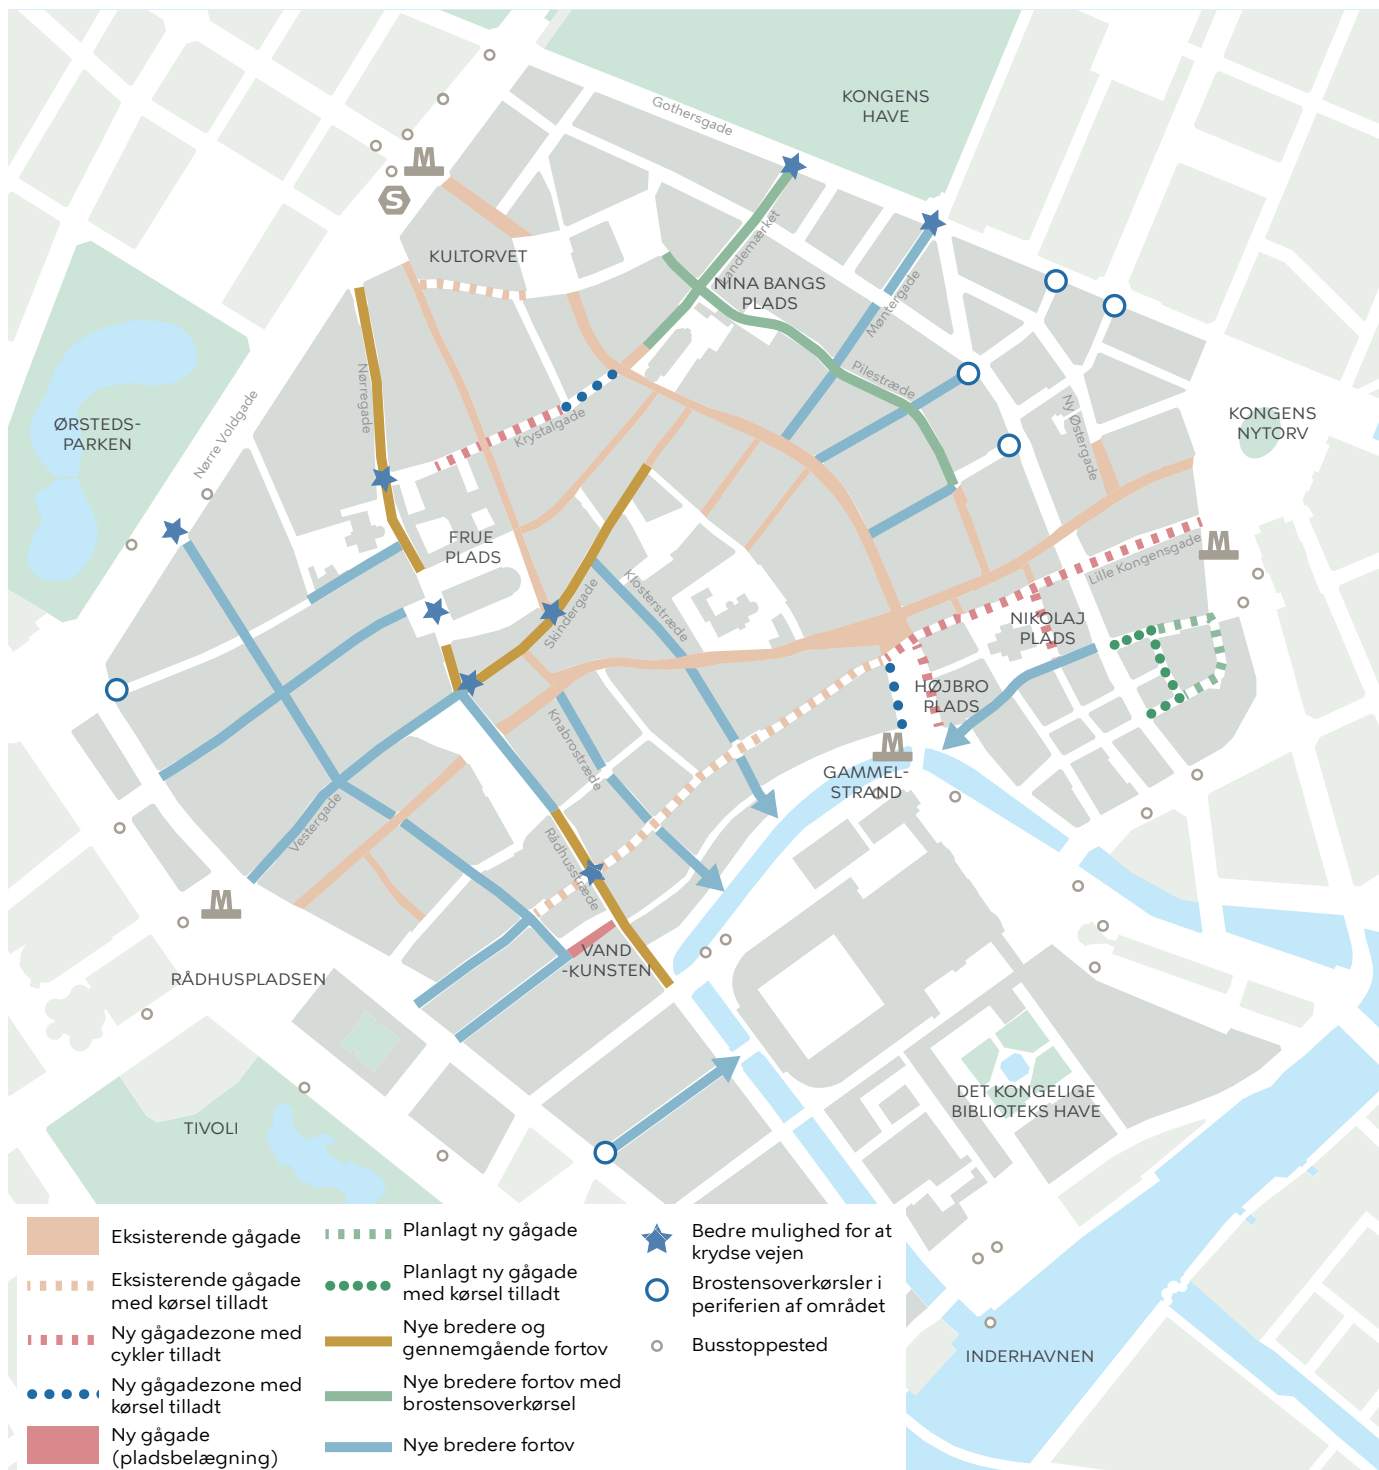 Gothersgade
KONGENS
HAVE
M
S
KULTORVET
Landemærket
NINA BANGS
PLADS
Møntergade
Pilestræde
Nørregade
Nørre Voldgade
ØRSTEDS-
PARKEN
Krystalgade
Ny Østergade
KONGENS
NYTORV
FRUE
PLADS
M
Lille Kongensgade
Klosterstræde
Skindergade
NIKOLAJ
PLADS
HØJBRO
PLADS
Knabrostræde
M
GAMMEL-
STRAND
Vestergade
Rådhusstræde
M
VAND
-KUNSTEN
RÅDHUSPLADSEN
DET KONGELIGE
BIBLIOTEKS HAVE
TIVOLI
INDERHAVNEN
Eksisterende gågade
Eksisterende gågade
med kørsel tilladt
Ny gågadezone med
cykler tilladt
Ny gågadezone med
kørsel tilladt
Ny gågade
(pladsbelægning)
Planlagt ny gågade
Planlagt ny gågade
med kørsel tilladt
Nye bredere og
gennemgående fortov
Nye bredere fortov med
brostensoverkørsel
Nye bredere fortov
Bedre mulighed for at
krydse vejen
Brostensoverkørsler i
periferien af området
Busstoppested